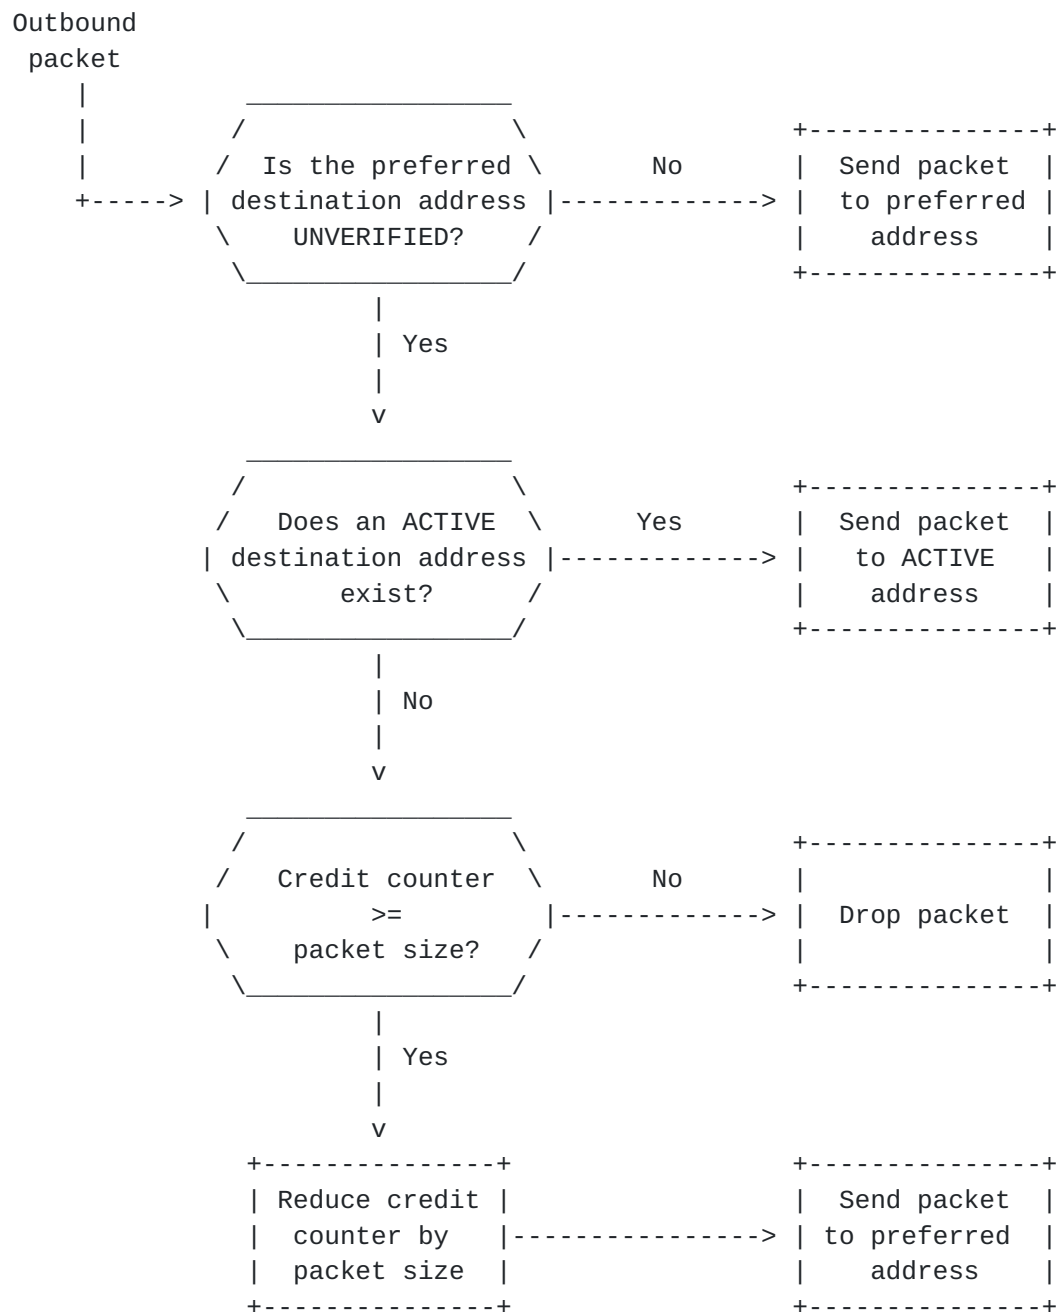 Outbound
packet
Is the preferred No Send packet
destination address to preferred
UNVERIFIED? address
Yes
Does an ACTIVE Yes Send packet
destination address to ACTIVE
exist? address
No
Credit counter No
>= Drop packet
packet size?
Yes
Reduce credit Send packet
counter by to preferred
packet size address